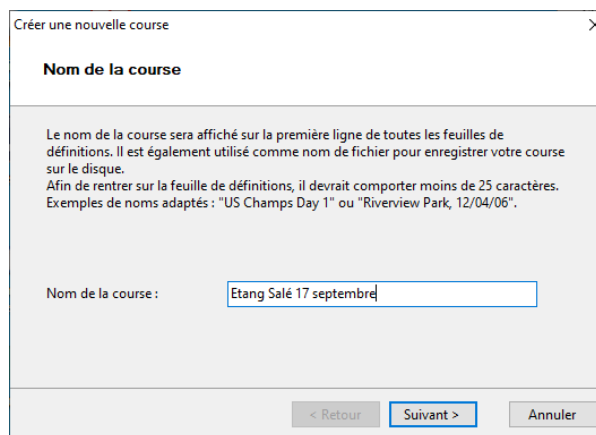 Créer une nouvelle course
Nom de la course
Le nom de la course sera affiché sur la première ligne de toutes les feuilles de
définitions. Il est également utilisé comme nom de fichier pour enregistrer votre course
sur le disque.
Afin de rentrer sur la feuille de définitions, il devrait comporter moins de 25 caractères.
Exemples de noms adaptés : "US Champs Day 1" ou "Riverview Park, 12/04/06".
Nom de la course :
Etang Salé 17 septembre
< Retour
Suivant >
Annuler